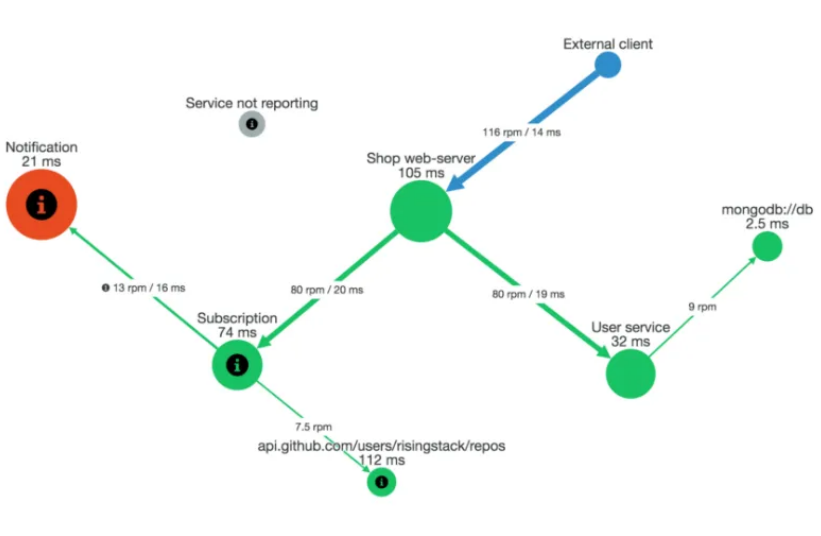 External client
Service not reporting
116 rpm / 14 ms
Notification
21 ms
Shop web-server
105 ms
mongodb://db
2.5 ms
i 13 rpm / 16 ms
80 rpm / 20 ms
80 rpm / 19 ms
9 rpm
Subscription
74 ms
User service
32 ms
7.5 rpm
api.github.com/users/risingstack/repos
112 ms